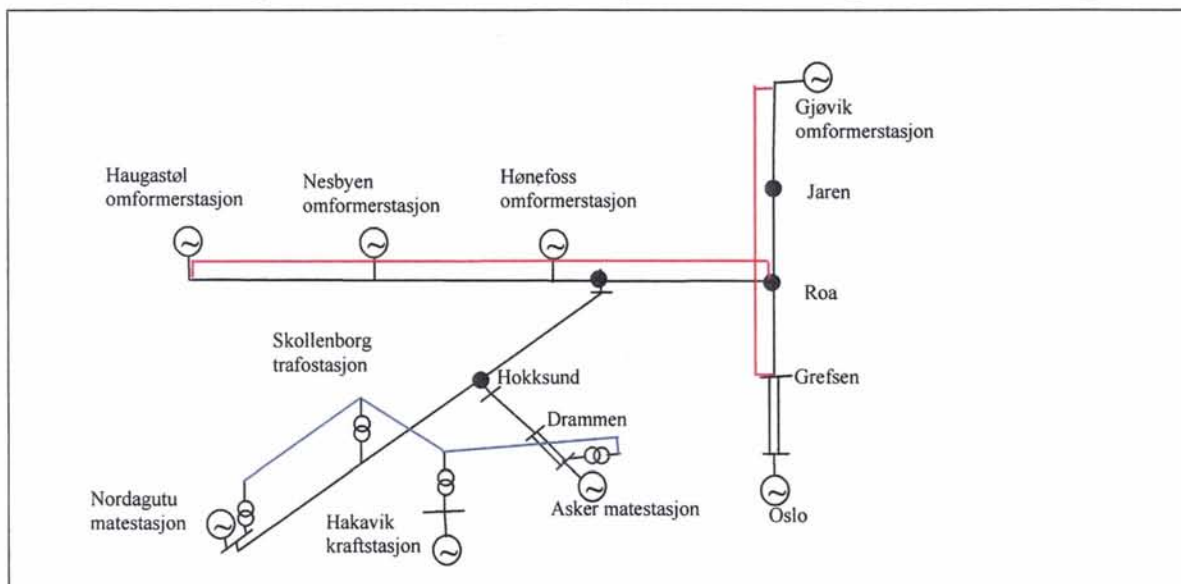 Gjøvik
omformerstasjon
Haugastøl
omformerstasjon
Nesbyen
omformerstasjon
Hønefoss
omformerstasjon
Jaren
Roa
Skollenborg
trafostasjon
Hokksund
Grefsen
Drammen
Nordagutu
matestasjon
Hakavik
kraftstasjon
Asker matestasjon
Oslo